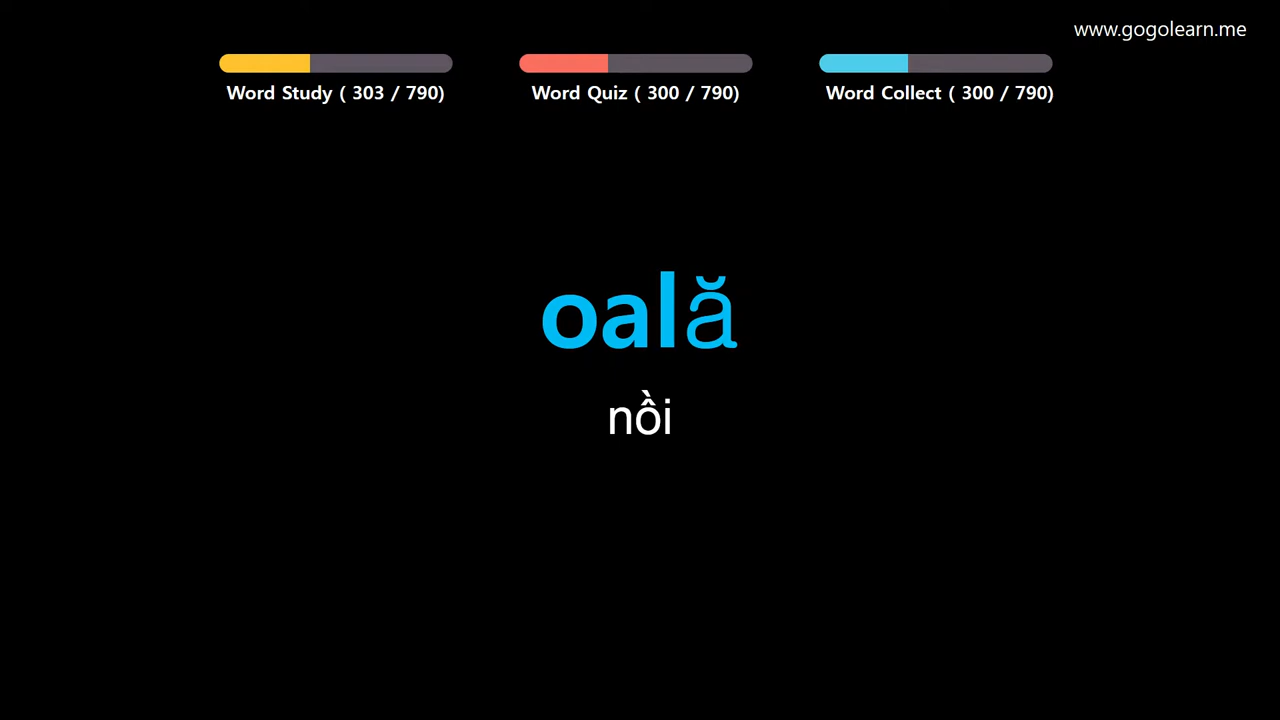 www.gogolearn.me
Word Study ( 303 / 790)
Word Quiz ( 300 / 790)
Word Collect ( 300 / 790)
oală
nồi